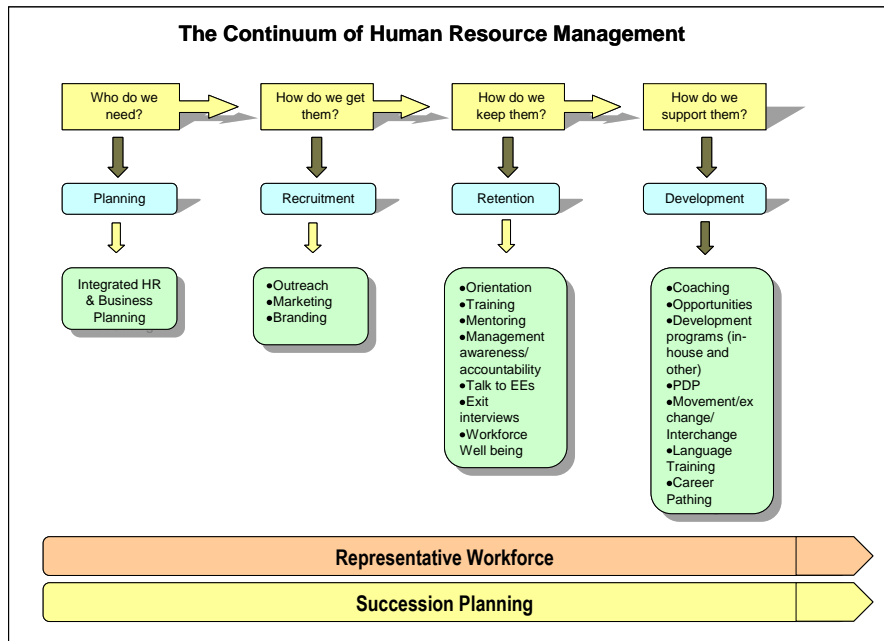 The Continuum of Human Resource Management
Who do we
need?
How do we get
them?
How do we
keep them?
How do we
support them?
Planning
Recruitment
Retention
Development
Integrated HR
& Business
Planning
●Outreach
●Marketing
●Branding
●Orientation
●Training
●Mentoring
●Management
awareness/
accountability
●Talk to EEs
●Exit
interviews
●Workforce
Well being
●Coaching
●Opportunities
●Development
programs (in-
house and
other)
●PDP
●Movement/ex
change/
Interchange
●Language
Training
●Career
Pathing
Representative Workforce
Succession Planning